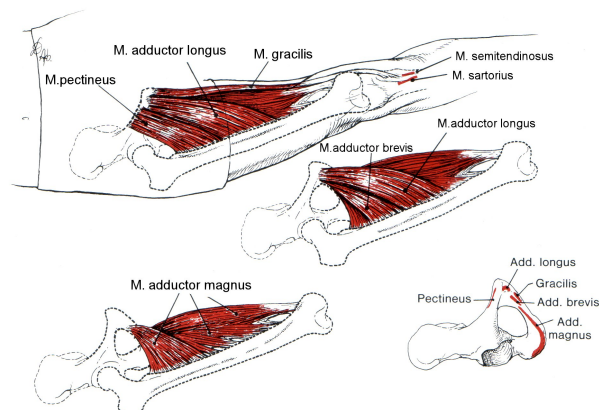 M. adductor longus
M. gracilis
M.pectineus
M. semitendinosus
M. sartorius
M.adductor longus
M.adductor brevis
M. adductor magnus
Add. longus
Gracilis
Pectineus
Add. brevis
Add.
magnus